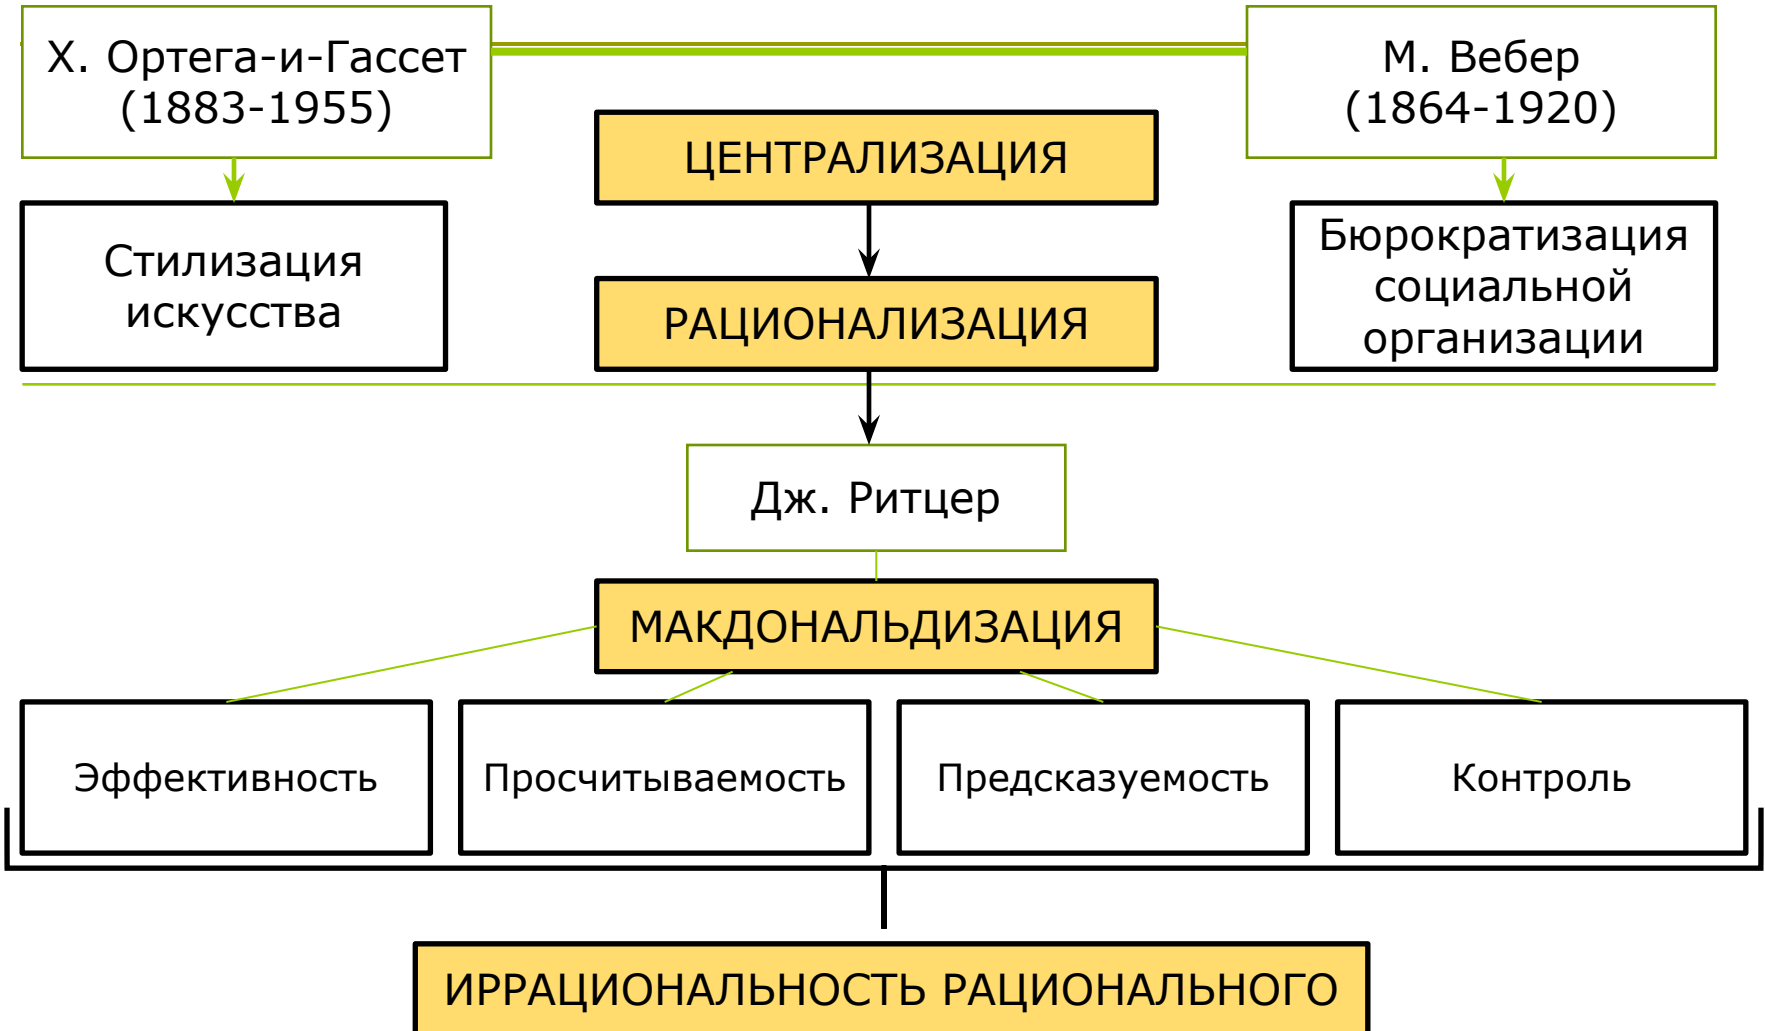 Х. Ортега-и-Гассет
(1883-1955)
М. Вебер
(1864-1920)
ЦЕНТРАЛИЗАЦИЯ
Стилизация
искусства
РАЦИОНАЛИЗАЦИЯ
Бюрократизация
социальной
организации
Дж. Ритцер
МАКДОНАЛЬДИЗАЦИЯ
Эффективность
Просчитываемость
Предсказуемость
Контроль
ИРРАЦИОНАЛЬНОСТЬ РАЦИОНАЛЬНОГО